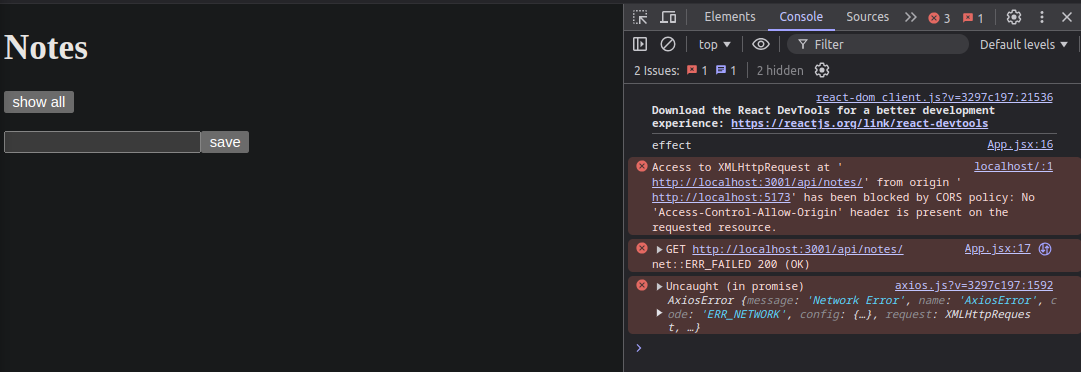 Notes
show all
save
Elements Console Sources 3 1
top Filter Default levels
2 Issues: 1 1 2 hidden
react-dom client.js?v=3297c197:21536
Download the React DevTools for a better development
experience: https://reactjs.org/link/react-devtools
effect App.jsx:16
Access to XMLHttpRequest at ' localhost/:1
http://localhost:3001/api/notes/' from origin '
http://localhost:5173' has been blocked by CORS policy: No
'Access-Control-Allow-Origin' header is present on the
requested resource.
GET http://localhost:3001/api/notes/ App.jsx:17
net::ERR_FAILED 200 (OK)
Uncaught (in promise) axios.js?v=3297c197:1592
AxiosError {message: 'Network Error', name: 'AxiosError', c
ode: 'ERR_NETWORK', config: {…}, request: XMLHttpReques
t, …}